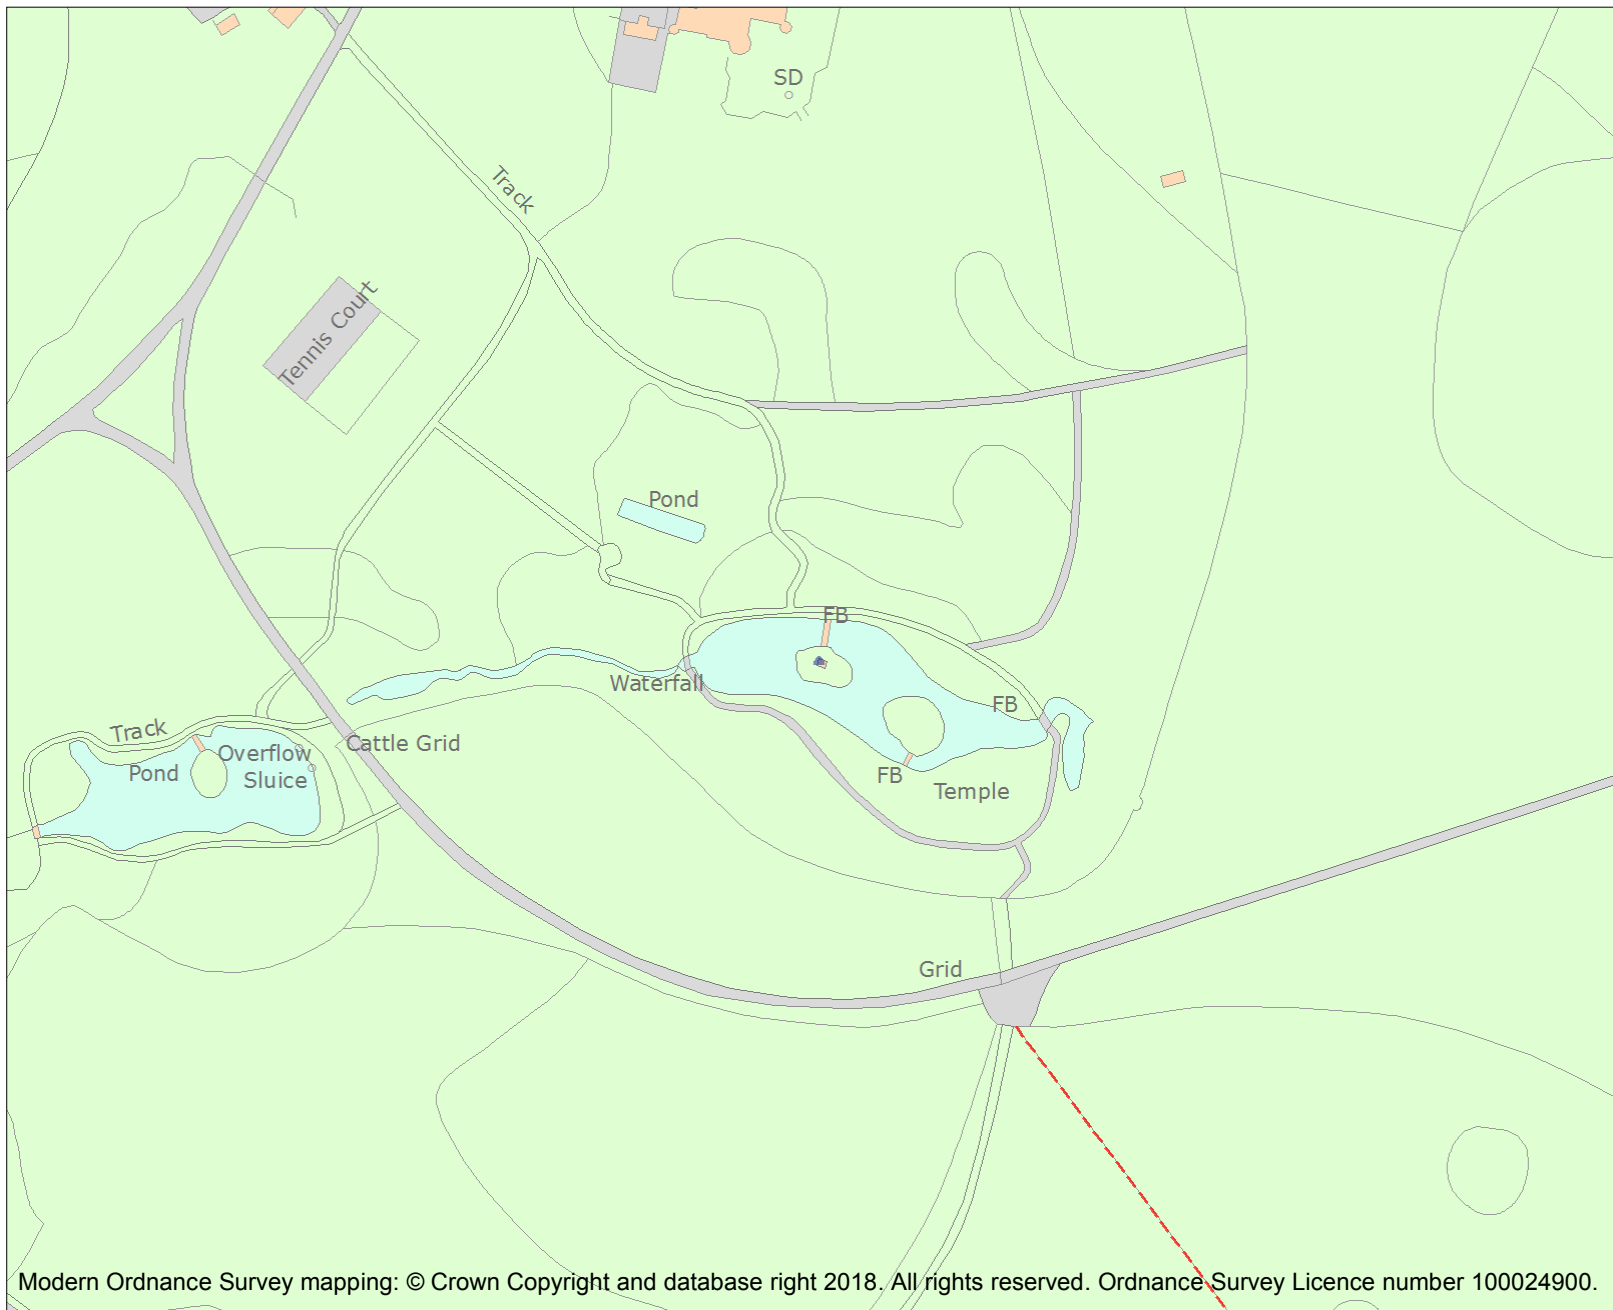 SD
Track
Tennis Court
Pond
FB
Waterfall
FB
Track
Overflow
Cattle Grid
Pond
Sluice
FB
Temple
Grid
Modern Ordnance Survey mapping: © Crown Copyright and database right 2018. All rights reserved. Ordnance Survey Licence number 100024900.